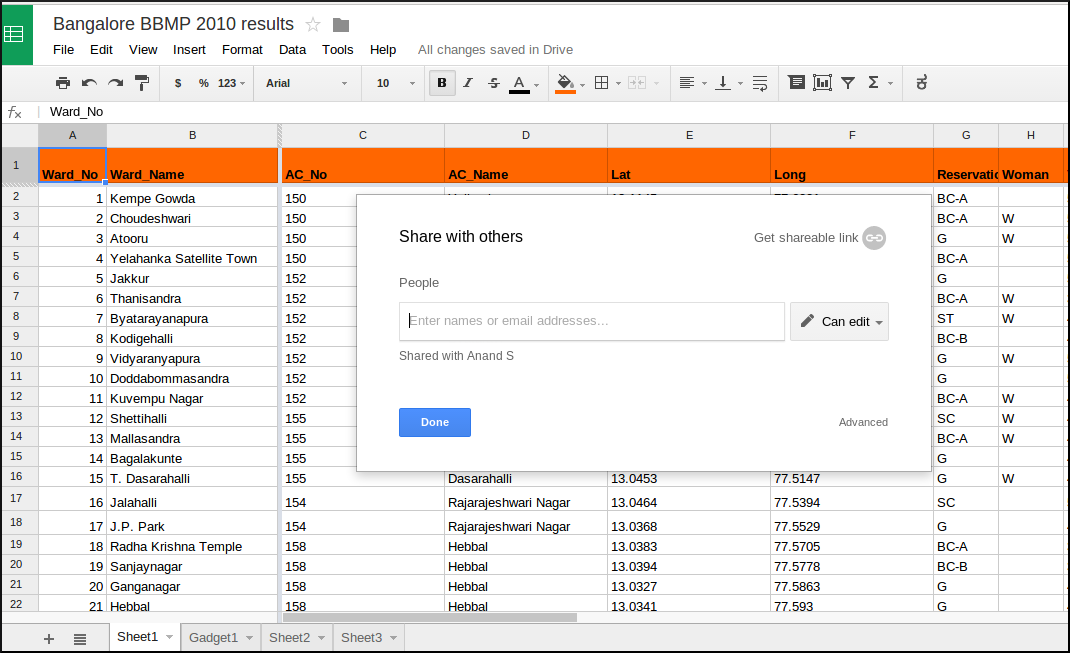 Bangalore BBMP 2010 results
File Edit View Insert Format Data Tools Help All changes saved in Drive
$ % 123 Arial 10 B I S A Σ
fx Ward_No
A B C D E F G H
1 Ward_No Ward_Name AC_No AC_Name Lat Long Reservatio Woman
2 1 Kempe Gowda 150 BC-A
3 2 Choudeshwari 150 BC-A W
4 3 Atooru 150 G W
5 4 Yelahanka Satellite Town 150 BC-A
6 5 Jakkur 152 G
7 6 Thanisandra 152 BC-A W
8 7 Byatarayanapura 152 ST W
9 8 Kodigehalli 152 BC-B
10 9 Vidyaranyapura 152 G W
11 10 Doddabommasandra 152 G
12 11 Kuvempu Nagar 152 BC-A W
13 12 Shettihalli 155 SC W
14 13 Mallasandra 155 BC-A W
15 14 Bagalakunte 155 G
16 15 T. Dasarahalli 155 Dasarahalli 13.0453 77.5147 G W
17 16 Jalahalli 154 Rajarajeshwari Nagar 13.0464 77.5394 SC
18 17 J.P. Park 154 Rajarajeshwari Nagar 13.0368 77.5529 G
19 18 Radha Krishna Temple 158 Hebbal 13.0383 77.5705 BC-A
20 19 Sanjaynagar 158 Hebbal 13.0394 77.5778 BC-B
21 20 Ganganagar 158 Hebbal 13.0327 77.5863 G
22 21 Hebbal 158 Hebbal 13.0341 77.593 G
Share with others Get shareable link
People
Enter names or email addresses... Can edit
Shared with Anand S
Done Advanced
Sheet1 Gadget1 Sheet2 Sheet3